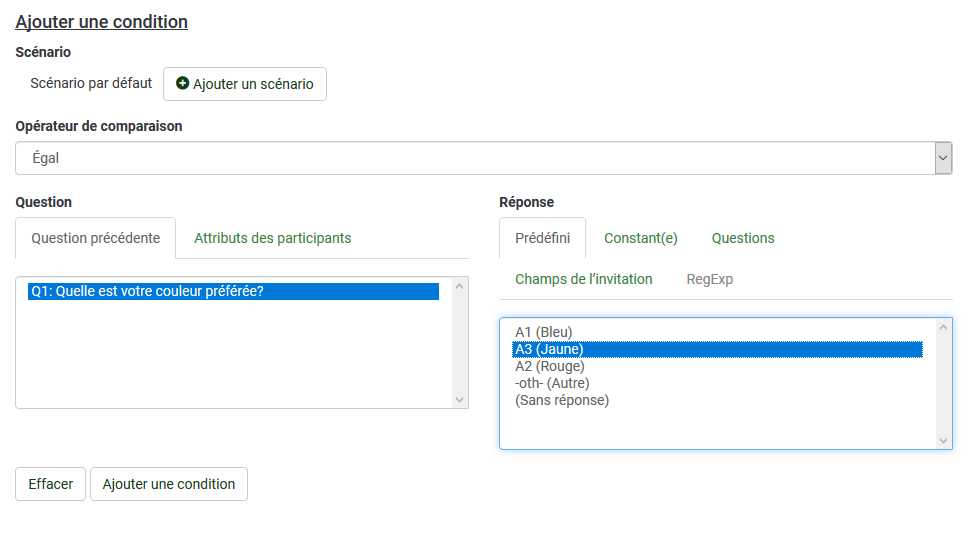 Ajouter une condition
Scénario
Scénario par défaut Ajouter un scénario
Opérateur de comparaison
Égal
Question
Question précédente Attributs des participants
Q1: Quelle est votre couleur préférée?
Réponse
Prédéfini Constant(e) Questions
Champs de l'invitation RegExp
A1 (Bleu)
A3 (Jaune)
A2 (Rouge)
-oth- (Autre)
(Sans réponse)
Effacer Ajouter une condition